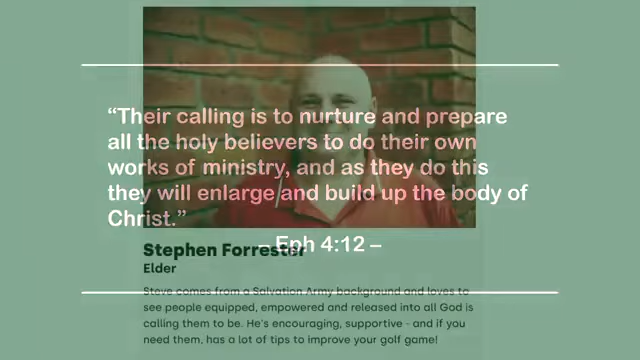 “Their calling is to nurture and prepare
all the holy believers to do their own
works of ministry, and as they do this
they will enlarge and build up the body of
Christ.”
– Eph 4:12 –
Stephen Forrester
Elder
Steve comes from a Salvation Army background and loves to
see people equipped, empowered and released into all God is
calling them to be. He's encouraging, supportive - and if you
need them, has a lot of tips to improve your golf game!